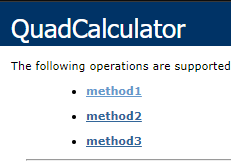 QuadCalculator
The following operations are supported
method1
method2
method3